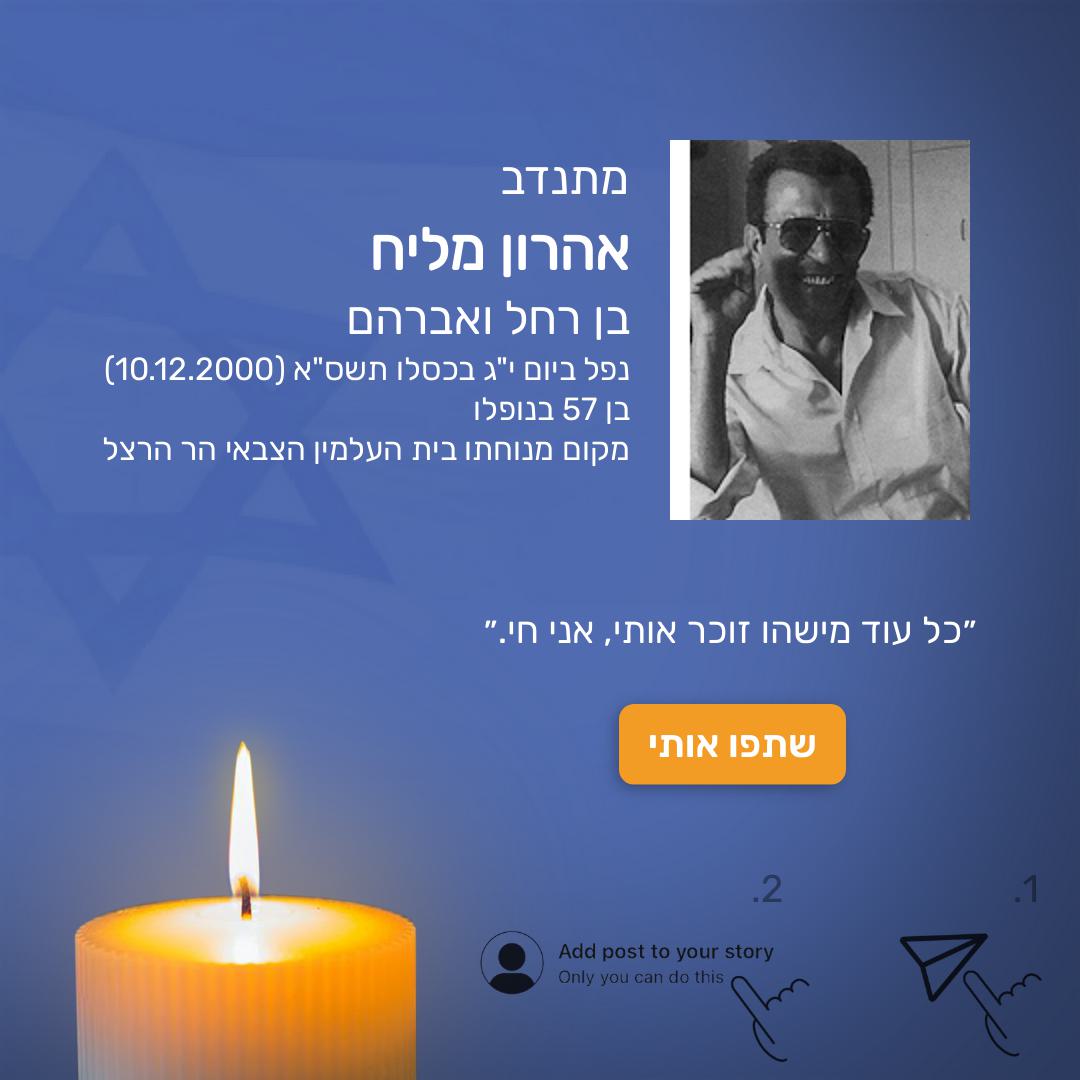 מתנדב
אהרון מליח
בן רחל ואברהם
נפל ביום י"ג בכסלו תשס"א (10.12.2000)
בן 57 בנופלו
מקום מנוחתו בית העלמין הצבאי הר הרצל
״כל עוד מישהו זוכר אותי, אני חי.״
שתפו אותי
1.
2.
Add post to your story
Only you can do this